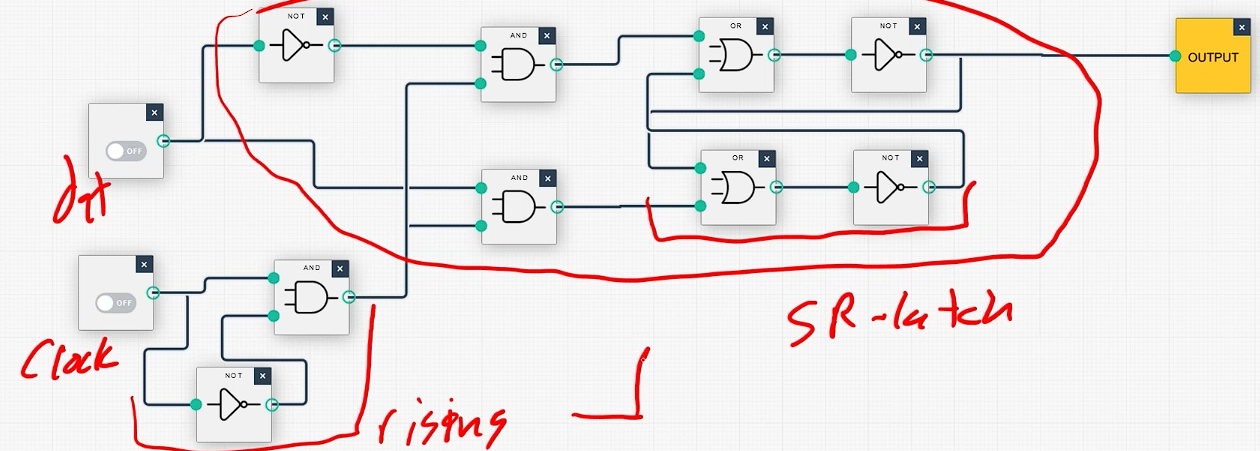 NOT
AND
OR
NOT
OUTPUT
OFF
dat
AND
OR
NOT
AND
OFF
SR-latch
Clock
NOT
rising